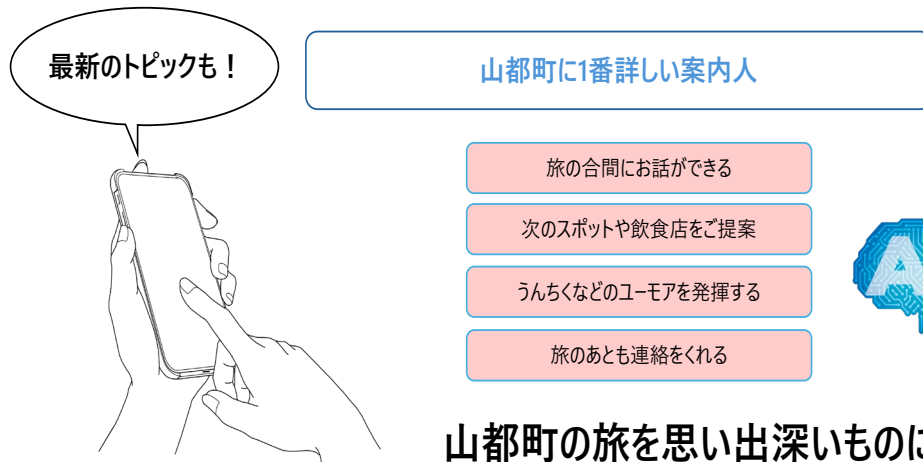 最新のトピックも！
山都町に1番詳しい案内人
旅の合間にお話ができる
次のスポットや飲食店をご提案
うんちくなどのユーモアを発揮する
旅のあとも連絡をくれる
A
山都町の旅を思い出深いものに